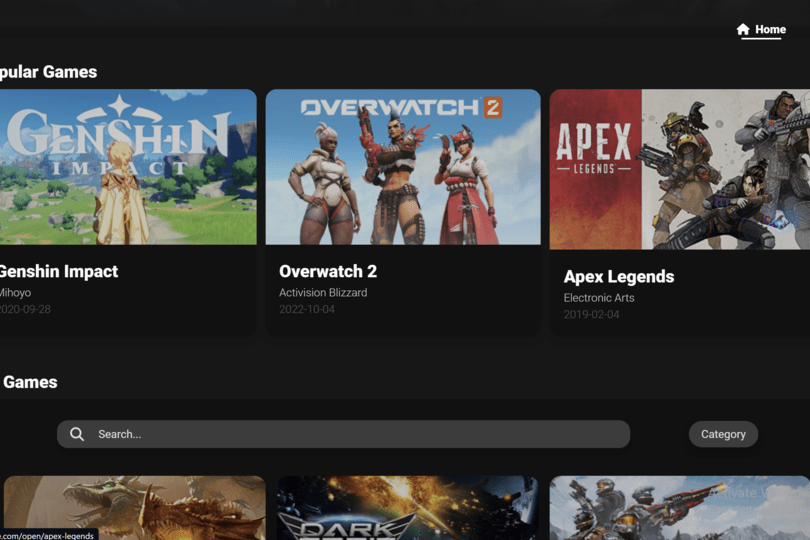 Home
pular Games
GENSHIN
IMPACT
OVERWATCH 2
APEX
LEGENDS
Genshin Impact
Mihoyo
2020-09-28
Overwatch 2
Activision Blizzard
2022-10-04
Apex Legends
Electronic Arts
2019-02-04
Games
Search...
Category
DARK
Activate W
.com/open/apex-legends